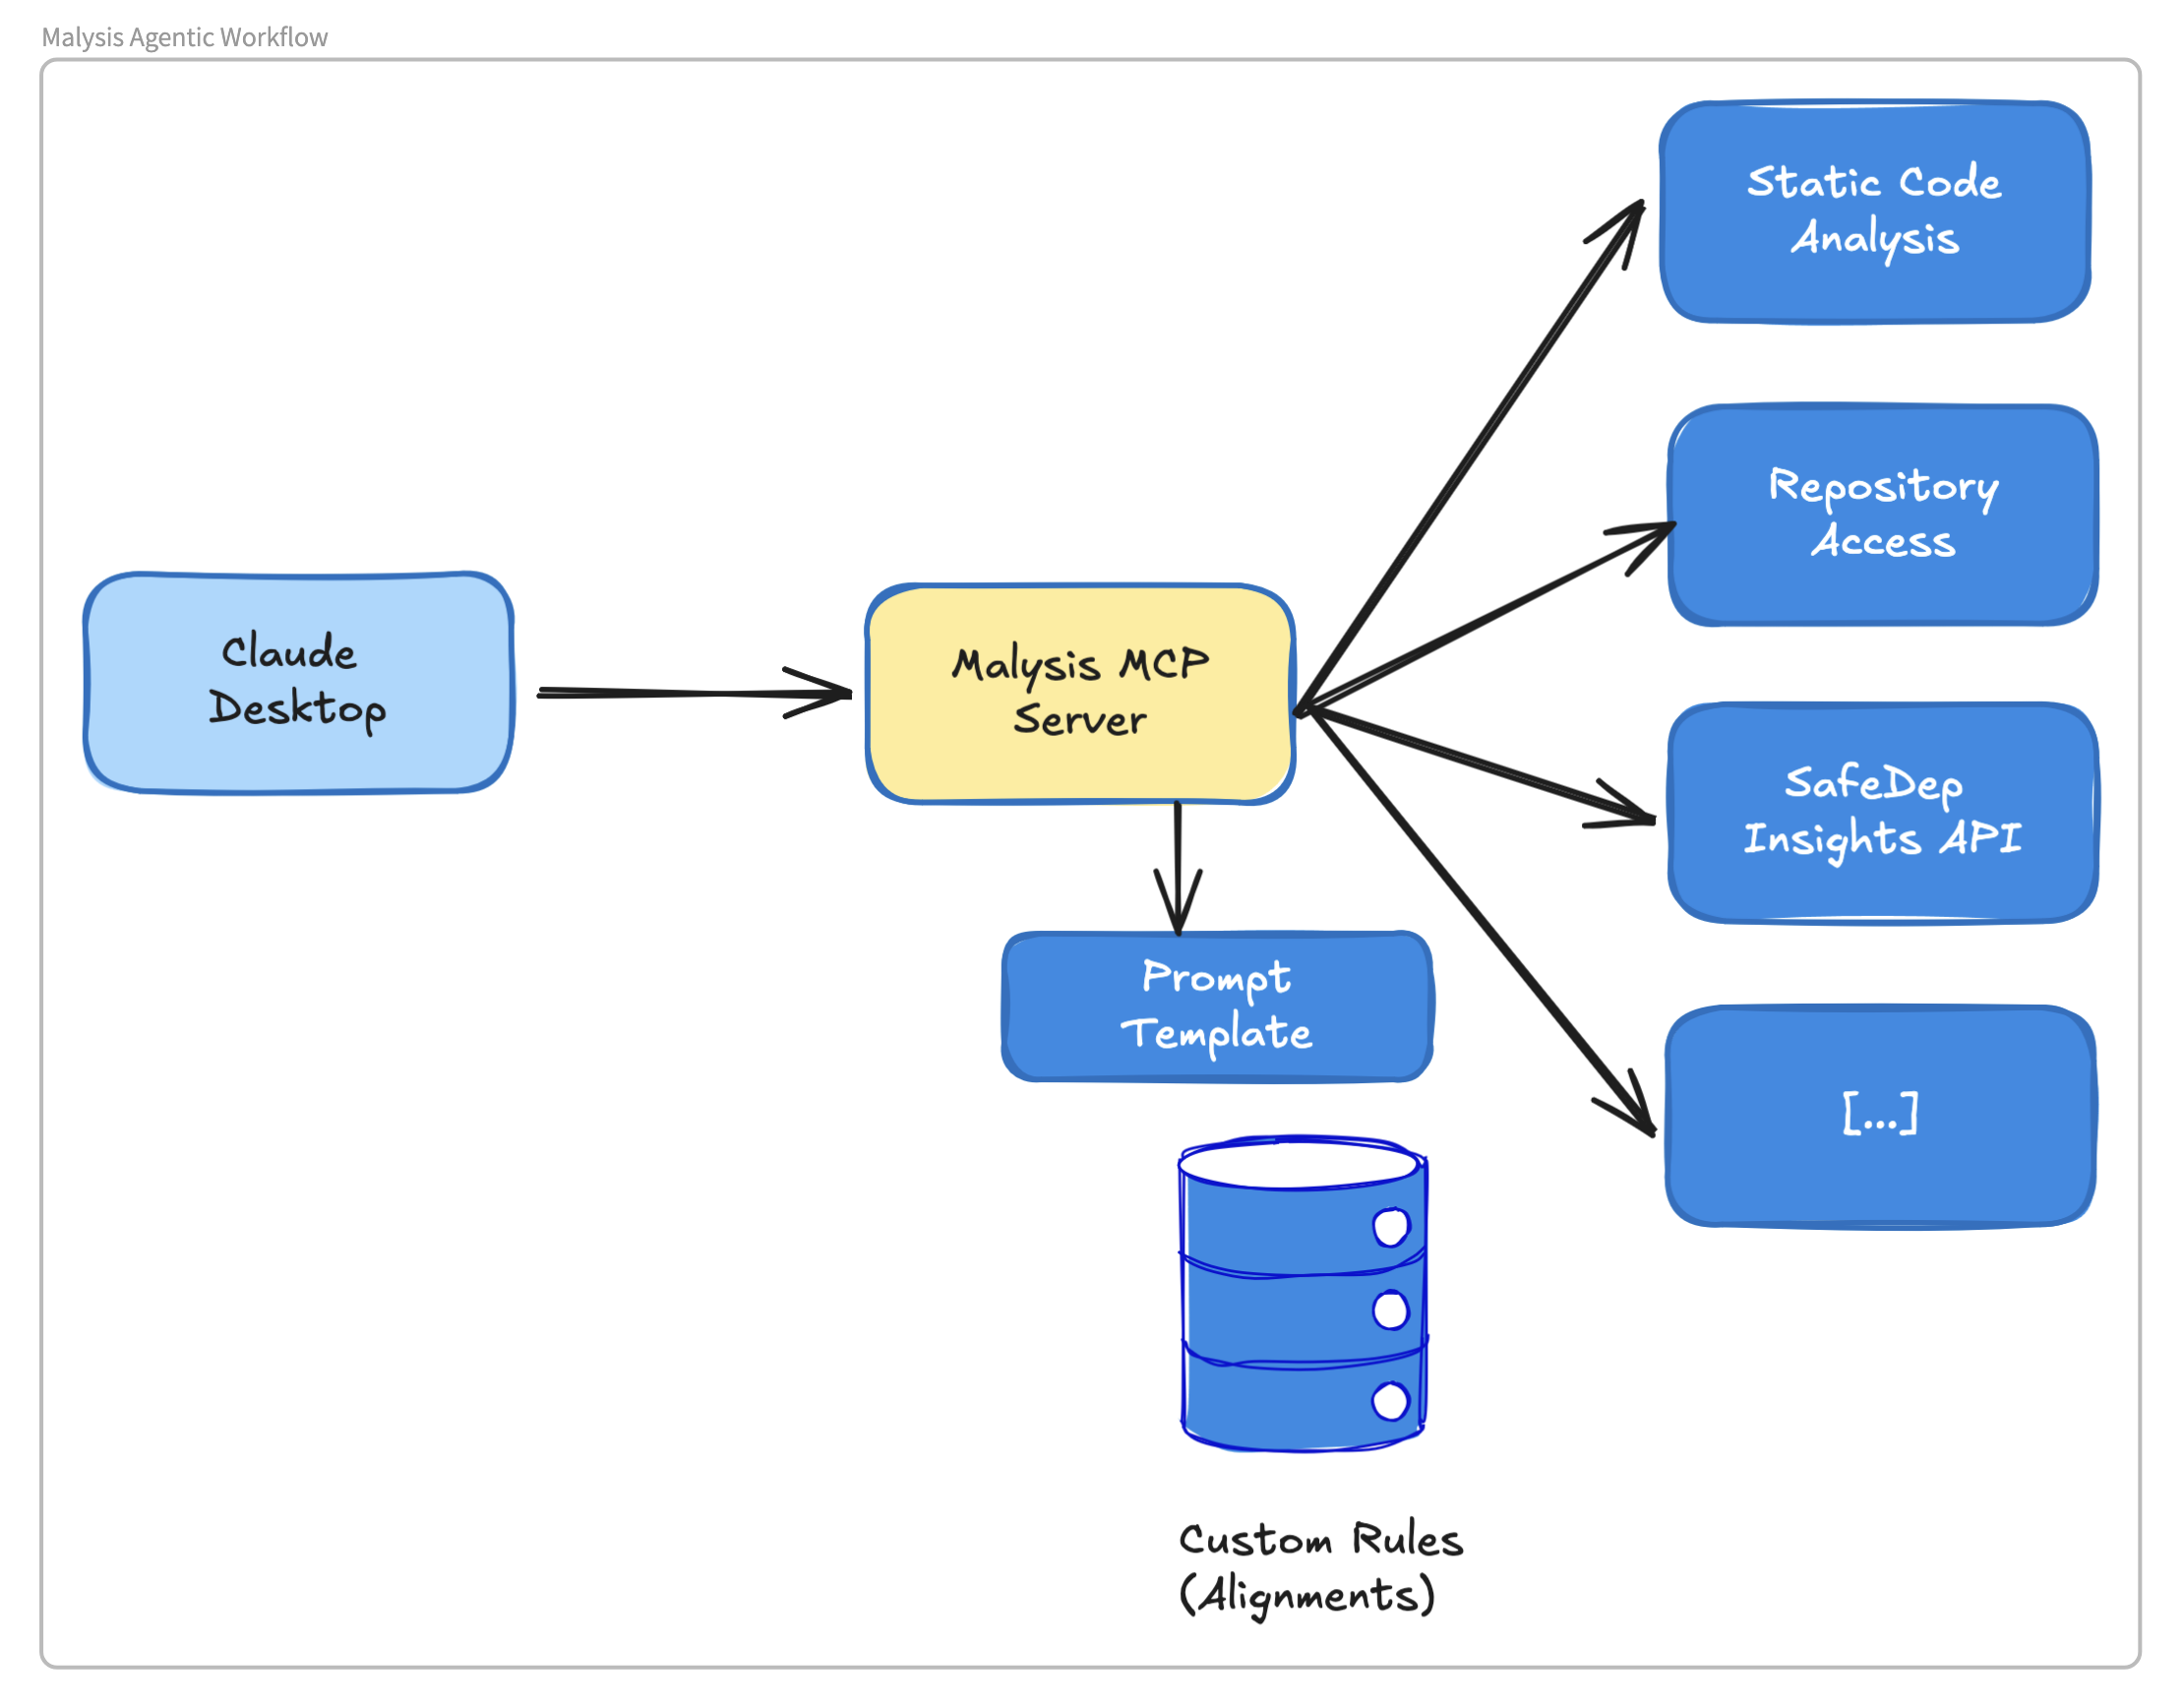 Malysis Agentic Workflow
Static Code
Analysis
Repository
Access
Claude
Desktop
Malysis MCP
Server
SafeDep
Insights API
Prompt
Template
[...]
Custom Rules
(Alignments)